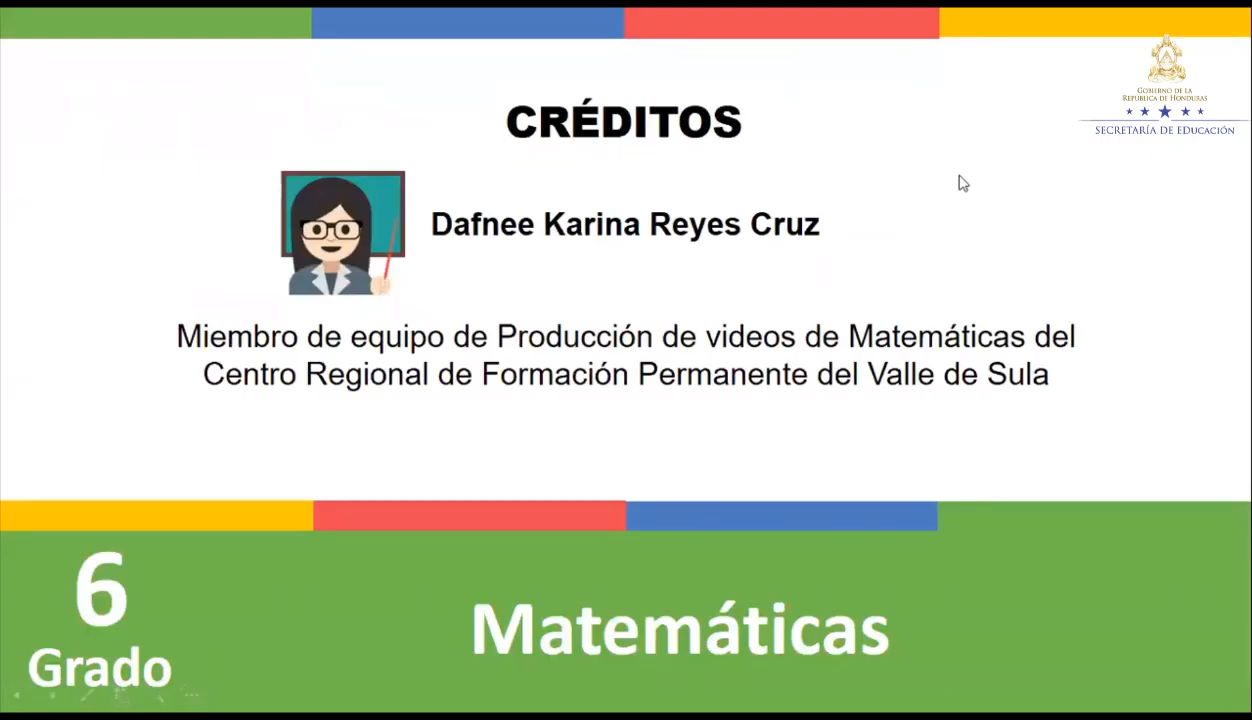 GOBIERNO DE LA
REPÚBLICA DE HONDURAS
SECRETARÍA DE EDUCACIÓN
CRÉDITOS
Dafnee Karina Reyes Cruz
Miembro de equipo de Producción de videos de Matemáticas del
Centro Regional de Formación Permanente del Valle de Sula
6
Grado
Matemáticas